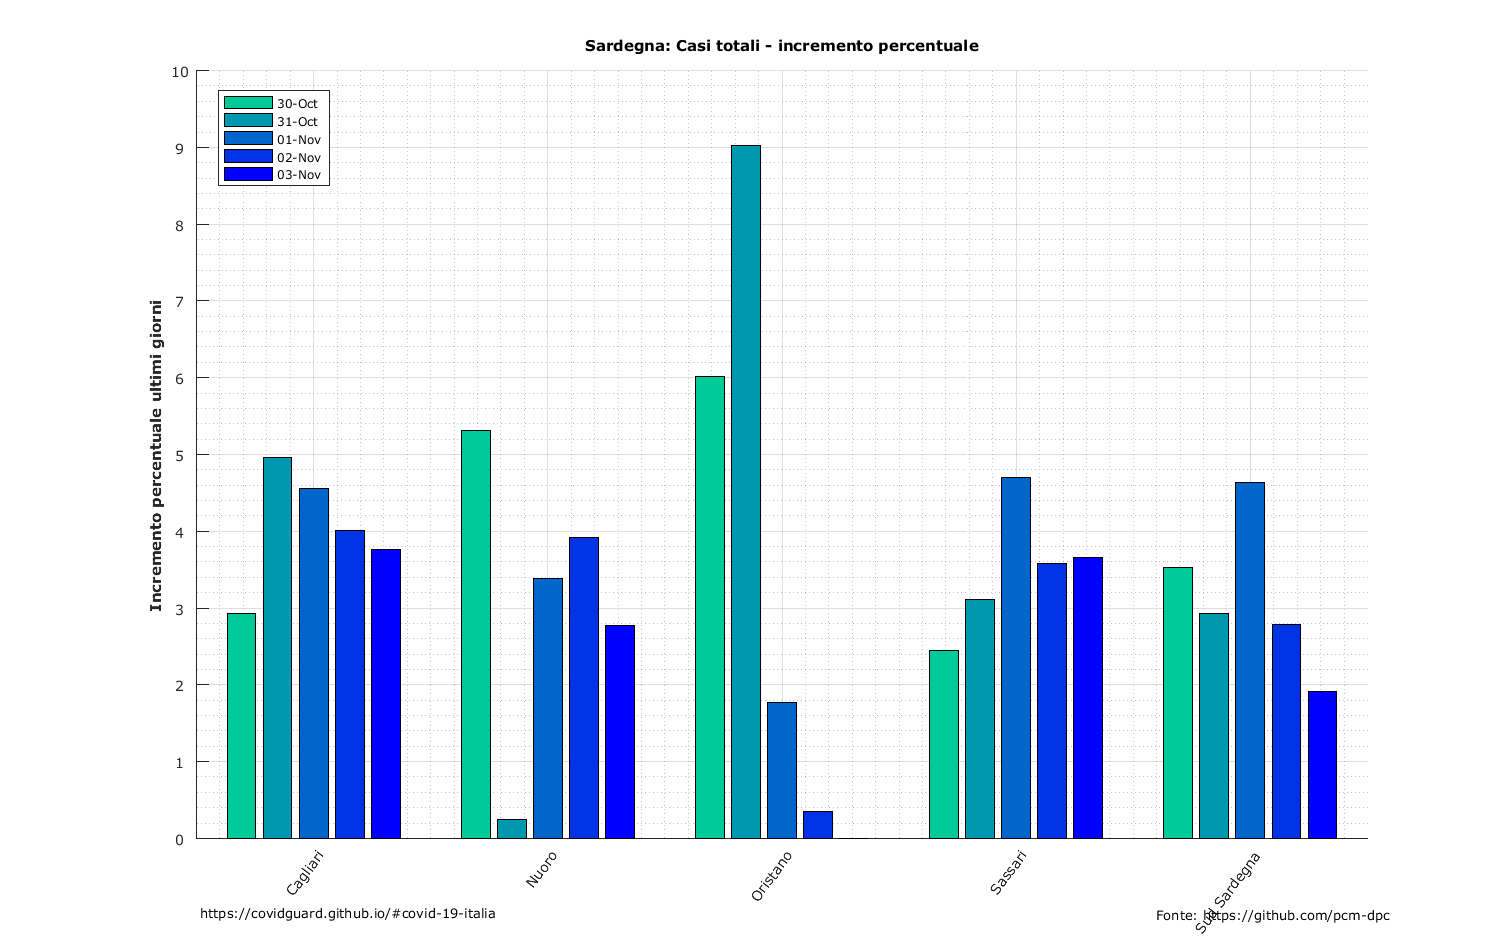 Sardegna: Casi totali - incremento percentuale
Incremento percentuale ultimi giorni
10
9
8
7
6
5
4
3
2
1
0
30-Oct
31-Oct
01-Nov
02-Nov
03-Nov
Cagliari
Nuoro
Oristano
Sassari
Sud Sardegna
https://covidguard.github.io/#covid-19-italia
Fonte: https://github.com/pcm-dpc